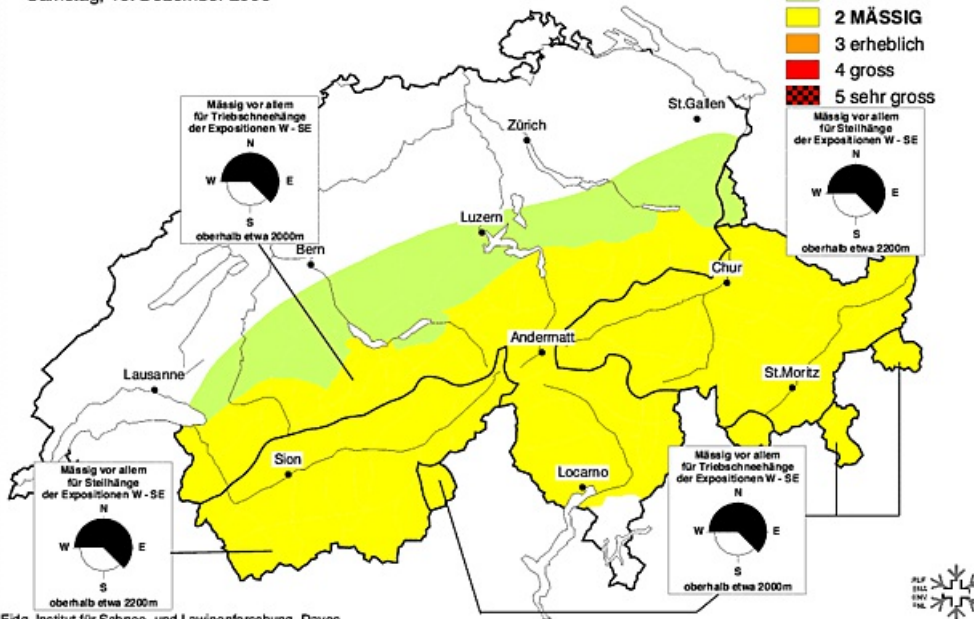 2 MÄSSIG
3 erheblich
4 gross
5 sehr gross
Mässig vor allem
für Triebschneehänge
der Expositionen W - SE
N
W E
S
oberhalb etwa 2000m
Mässig vor allem
für Steilhänge
der Expositionen W - SE
N
W E
S
oberhalb etwa 2200m
St.Gallen
Zürich
Luzern
Bern
Chur
Andermatt
Lausanne
St.Moritz
Sion
Locarno
Mässig vor allem
für Steilhänge
der Expositionen W - SE
N
W E
S
oberhalb etwa 2200m
Mässig vor allem
für Triebschneehänge
der Expositionen W - SE
N
W E
S
oberhalb etwa 2000m